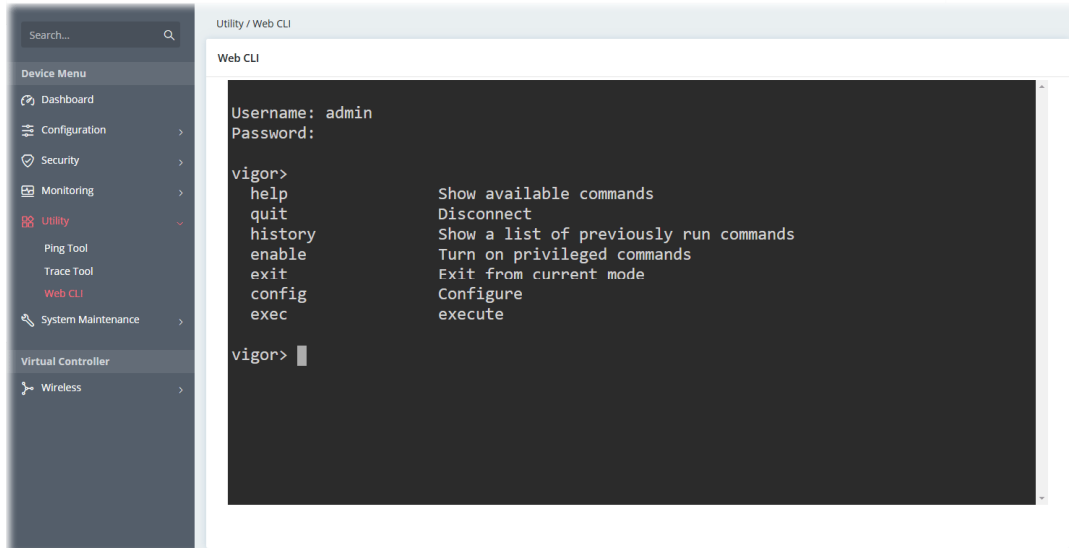 Search...
Device Menu
Dashboard
Configuration
Security
Monitoring
Utility
Ping Tool
Trace Tool
Web CLI
System Maintenance
Virtual Controller
Wireless
Utility / Web CLI
Web CLI
Username: admin
Password:
vigor>
help Show available commands
quit Disconnect
history Show a list of previously run commands
enable Turn on privileged commands
exit Exit from current mode
config Configure
exec execute
vigor>